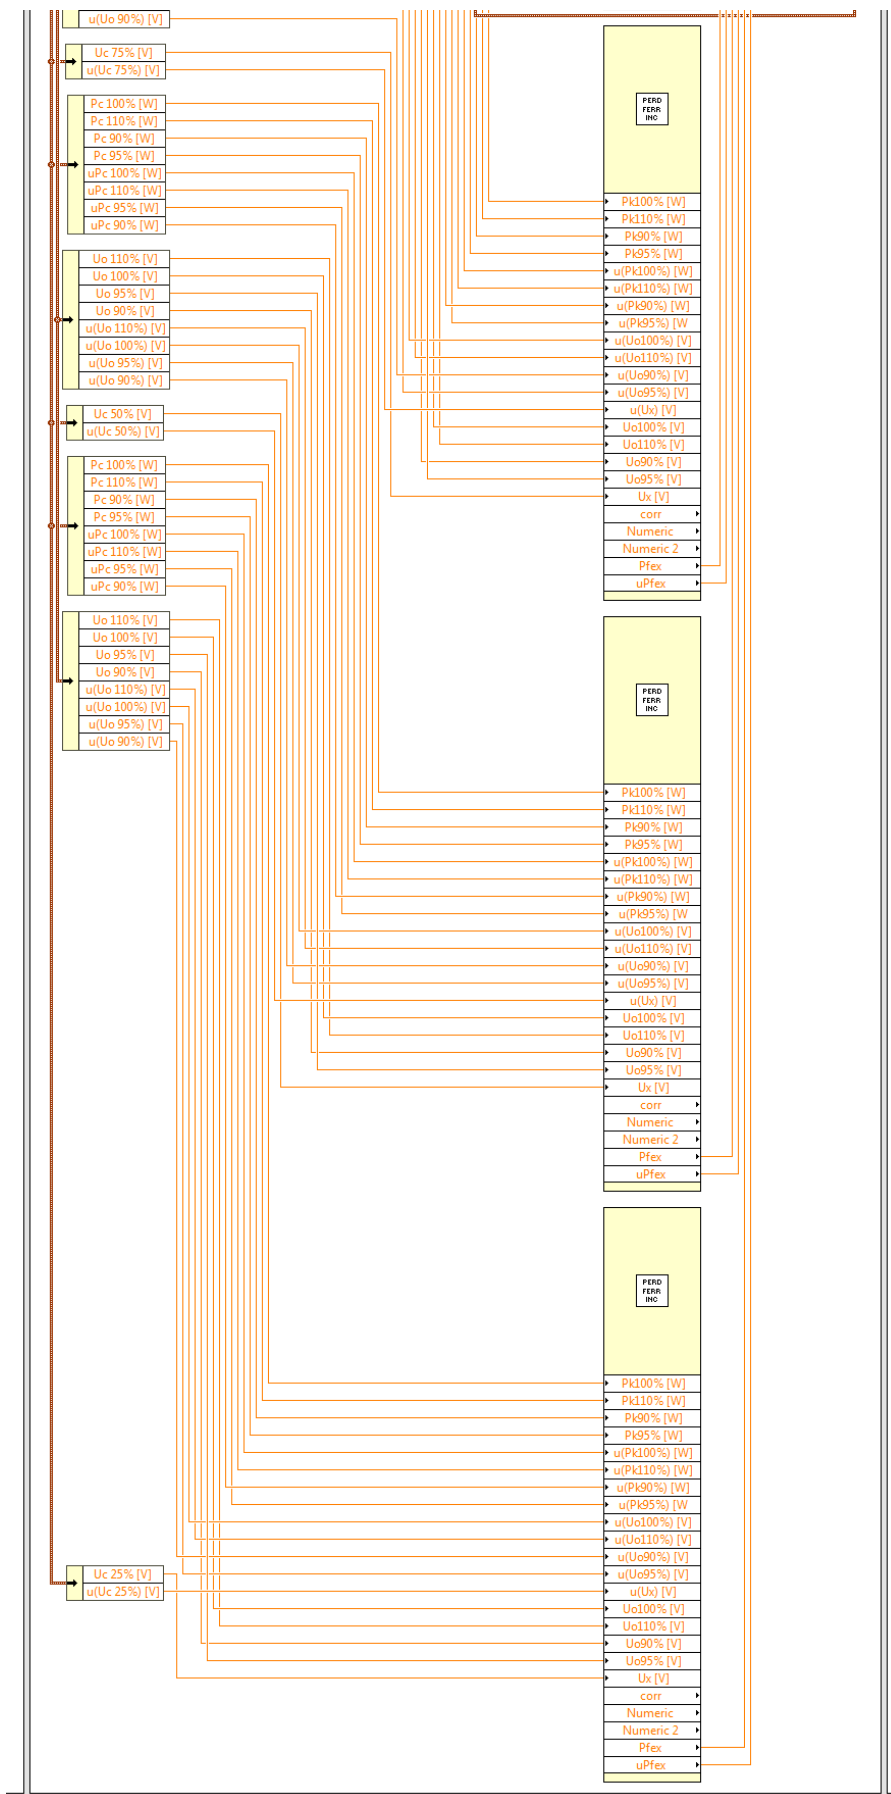 u(Uo 90%) [V]
Uc 75% [V]
u(Uc 75%) [V]
Pc 100% [W]
Pc 110% [W]
Pc 90% [W]
Pc 95% [W]
uPc 100% [W]
uPc 110% [W]
uPc 95% [W]
uPc 90% [W]
Uo 110% [V]
Uo 100% [V]
Uo 95% [V]
Uo 90% [V]
u(Uo 110%) [V]
u(Uo 100%) [V]
u(Uo 95%) [V]
u(Uo 90%) [V]
Uc 50% [V]
u(Uc 50%) [V]
Pc 100% [W]
Pc 110% [W]
Pc 90% [W]
Pc 95% [W]
uPc 100% [W]
uPc 110% [W]
uPc 95% [W]
uPc 90% [W]
Uo 110% [V]
Uo 100% [V]
Uo 95% [V]
Uo 90% [V]
u(Uo 110%) [V]
u(Uo 100%) [V]
u(Uo 95%) [V]
u(Uo 90%) [V]
Uc 25% [V]
u(Uc 25%) [V]
PERD
FERR
INC
Pk100% [W]
Pk110% [W]
Pk90% [W]
Pk95% [W]
u(Pk100%) [W]
u(Pk110%) [W]
u(Pk90%) [W]
u(Pk95%) [W
u(Uo100%) [V]
u(Uo110%) [V]
u(Uo90%) [V]
u(Uo95%) [V]
u(Ux) [V]
Uo100% [V]
Uo110% [V]
Uo90% [V]
Uo95% [V]
Ux [V]
corr
Numeric
Numeric 2
Pfex
uPfex
PERD
FERR
INC
Pk100% [W]
Pk110% [W]
Pk90% [W]
Pk95% [W]
u(Pk100%) [W]
u(Pk110%) [W]
u(Pk90%) [W]
u(Pk95%) [W
u(Uo100%) [V]
u(Uo110%) [V]
u(Uo90%) [V]
u(Uo95%) [V]
u(Ux) [V]
Uo100% [V]
Uo110% [V]
Uo90% [V]
Uo95% [V]
Ux [V]
corr
Numeric
Numeric 2
Pfex
uPfex
PERD
FERR
INC
Pk100% [W]
Pk110% [W]
Pk90% [W]
Pk95% [W]
u(Pk100%) [W]
u(Pk110%) [W]
u(Pk90%) [W]
u(Pk95%) [W
u(Uo100%) [V]
u(Uo110%) [V]
u(Uo90%) [V]
u(Uo95%) [V]
u(Ux) [V]
Uo100% [V]
Uo110% [V]
Uo90% [V]
Uo95% [V]
Ux [V]
corr
Numeric
Numeric 2
Pfex
uPfex